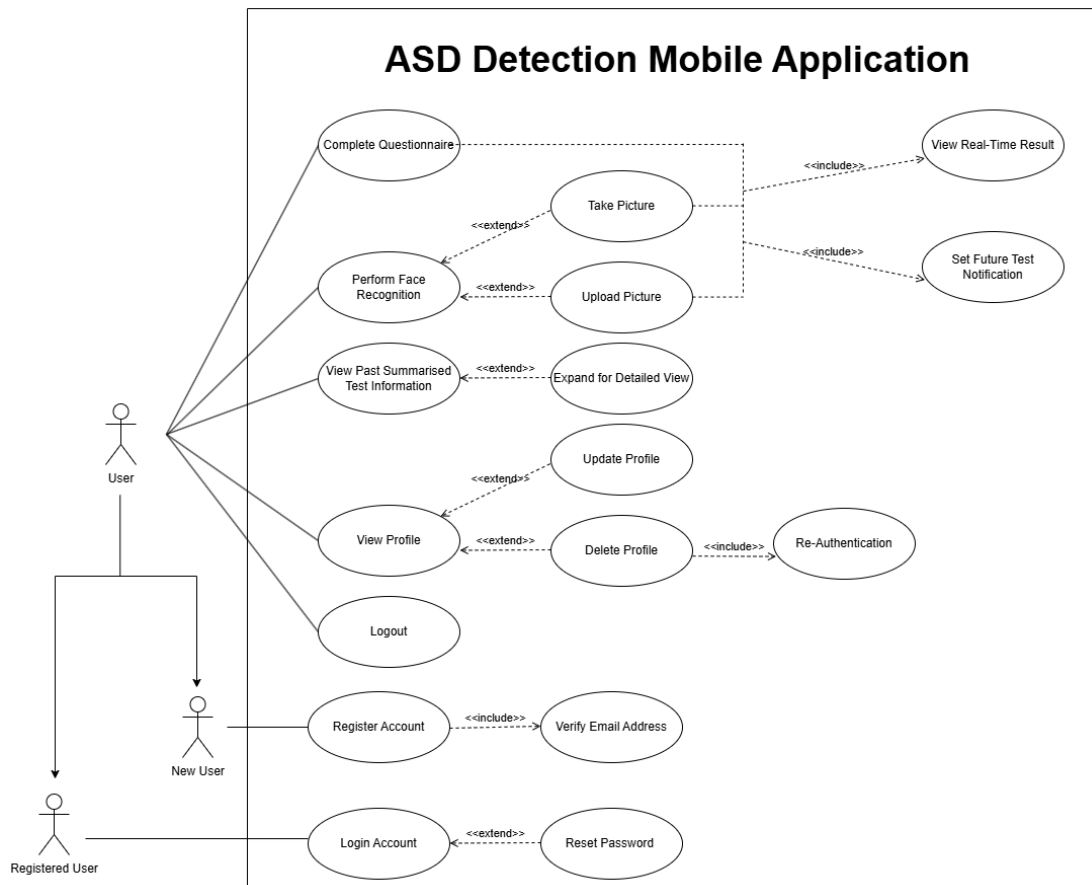 ASD Detection Mobile Application
Complete Questionnaire
View Real-Time Result
<<include>>
Take Picture
<<extend>>
<<include>>
Set Future Test
Notification
Perform Face
Recognition
<<extend>>
Upload Picture
View Past Summarised
Test Information
<<extend>>
Expand for Detailed View
User
Update Profile
<<extend>>
View Profile
<<extend>>
Delete Profile
<<include>>
Re-Authentication
Logout
New User
Register Account
<<include>>
Verify Email Address
Registered User
Login Account
<<extend>>
Reset Password